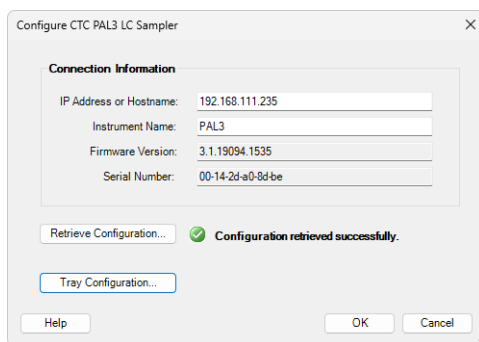 Configure CTC PAL3 LC Sampler
Connection Information
IP Address or Hostname: 192.168.111.235
Instrument Name: PAL3
Firmware Version: 3.1.19094.1535
Serial Number: 00-14-2d-a0-8d-be
Retrieve Configuration... Configuration retrieved successfully.
Tray Configuration...
Help OK Cancel